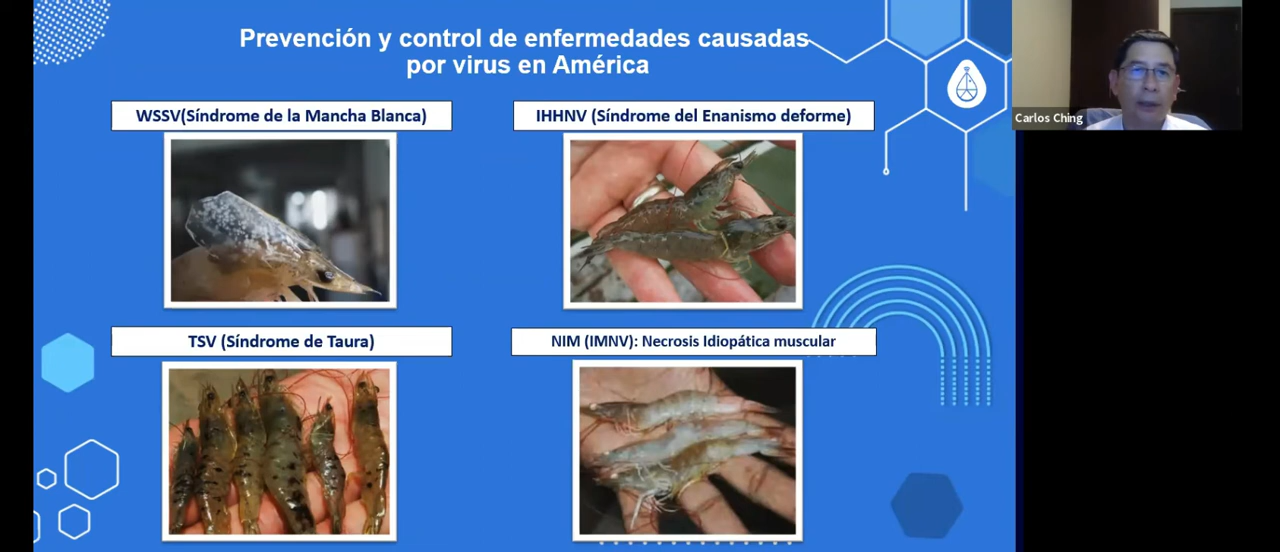 Prevención y control de enfermedades causadas
por virus en América
WSSV(Síndrome de la Mancha Blanca)
IHHNV (Síndrome del Enanismo deforme)
Carlos Ching
TSV (Síndrome de Taura)
NIM (IMNV): Necrosis Idiopática muscular